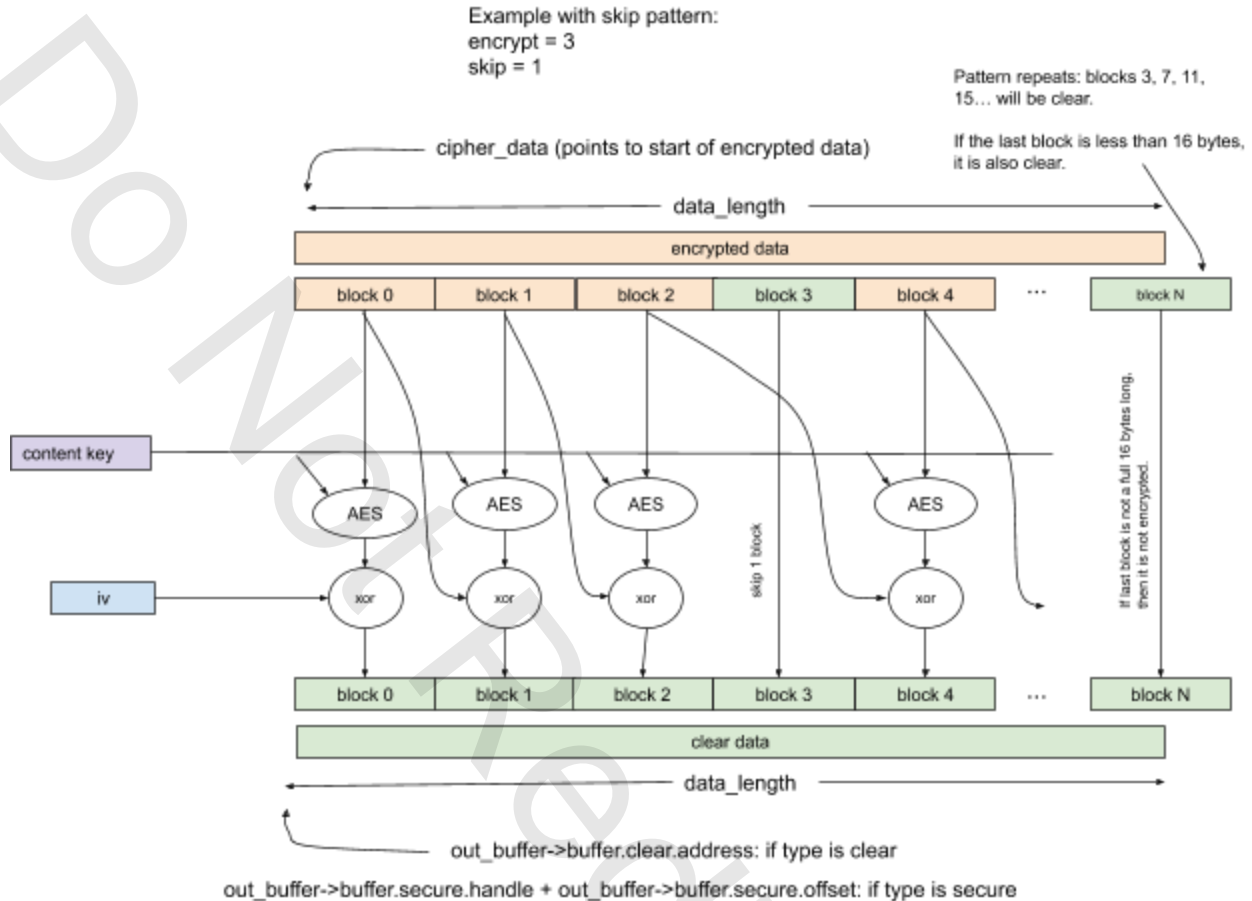 Example with skip pattern:
encrypt = 3
skip = 1
Pattern repeats: blocks 3, 7, 11,
15… will be clear.
If the last block is less than 16 bytes,
it is also clear.
cipher_data (points to start of encrypted data)
data_length
encrypted data
block 0 block 1 block 2 block 3 block 4 ... block N
content key
AES AES AES AES
iv
xor xor xor xor
skip 1 block
If last block is not a full 16 bytes long,
then it is not encrypted.
block 0 block 1 block 2 block 3 block 4 ... block N
clear data
data_length
out_buffer->buffer.clear.address: if type is clear
out_buffer->buffer.secure.handle + out_buffer->buffer.secure.offset: if type is secure
Do Not Red